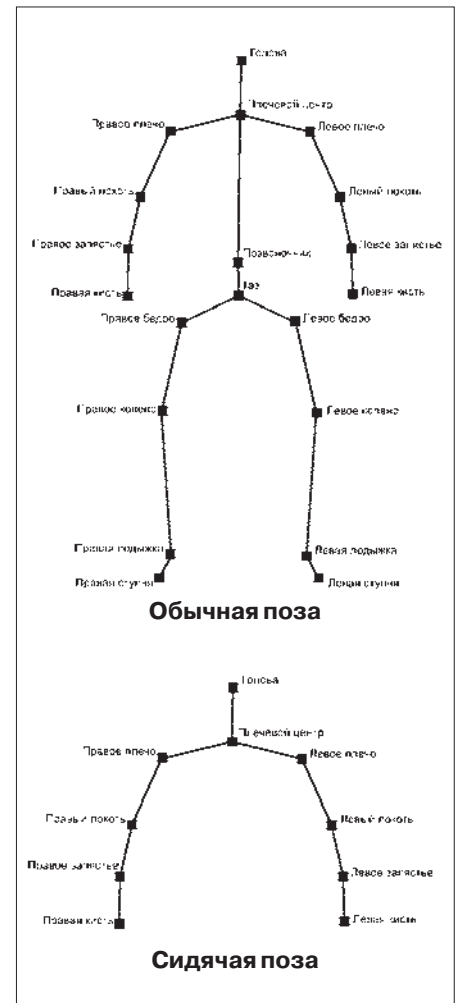 Голова
Плечевой центр
Правое плечо
Левое плечо
Правый локоть
Левый локоть
Правое запястье
Левое запястье
Позвоночник
Правая кисть
Левая кисть
Таз
Правое бедро
Левое бедро
Правое колено
Левое колено
Правая лодыжка
Левая лодыжка
Правая ступня
Левая ступня
Обычная поза
Голова
Плечевой центр
Правое плечо
Левое плечо
Правый локоть
Левый локоть
Правое запястье
Левое запястье
Правая кисть
Левая кисть
Сидячая поза